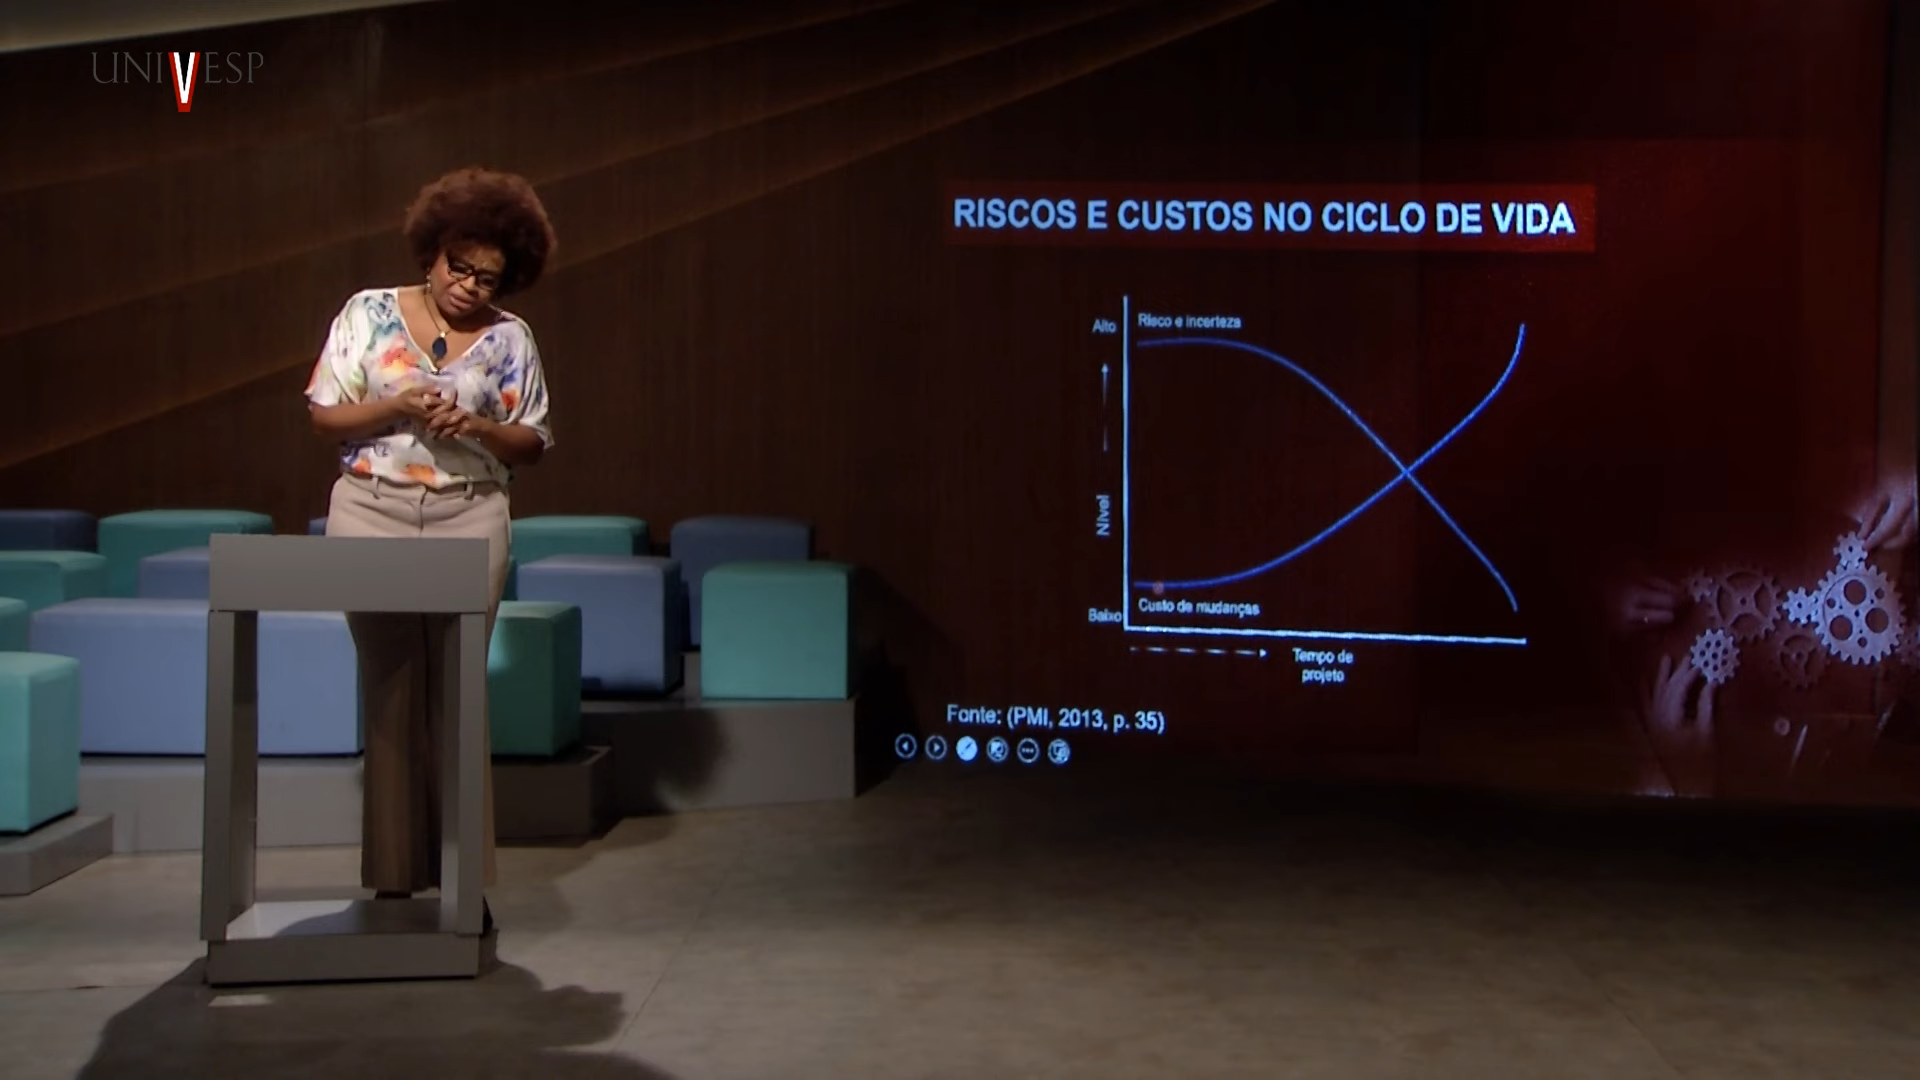 UNIVESP
RISCOS E CUSTOS NO CICLO DE VIDA
Alto
Risco e incerteza
Nível
Baixo
Custo de mudanças
Tempo de
projeto
Fonte: (PMI, 2013, p. 35)